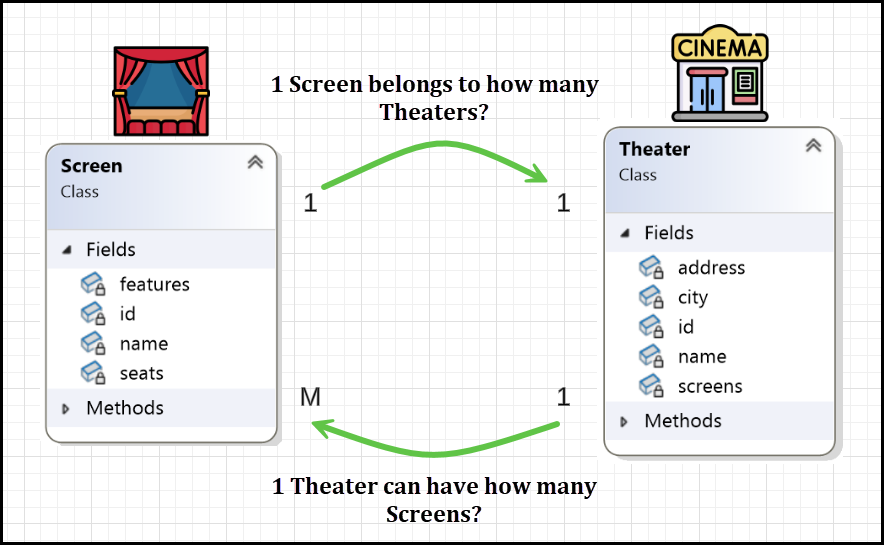 CINEMA
1 Screen belongs to how many
Theaters?
Screen
Class
Fields
features
id
name
seats
Methods
1
1
M
1
Theater
Class
Fields
address
city
id
name
screens
Methods
1 Theater can have how many
Screens?